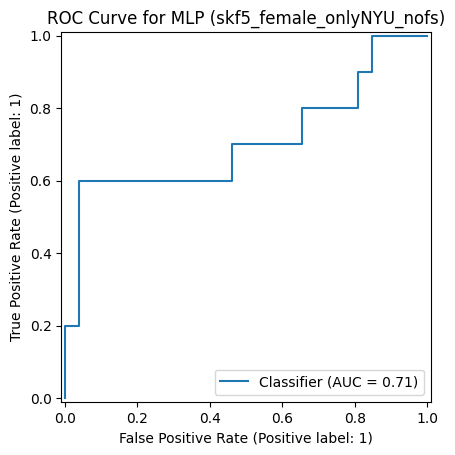 ROC Curve for MLP (skf5_female_onlyNYU_nofs)
1.0
0.8
0.6
0.4
0.2
0.0
True Positive Rate (Positive label: 1)
Classifier (AUC = 0.71)
0.0 0.2 0.4 0.6 0.8 1.0
False Positive Rate (Positive label: 1)